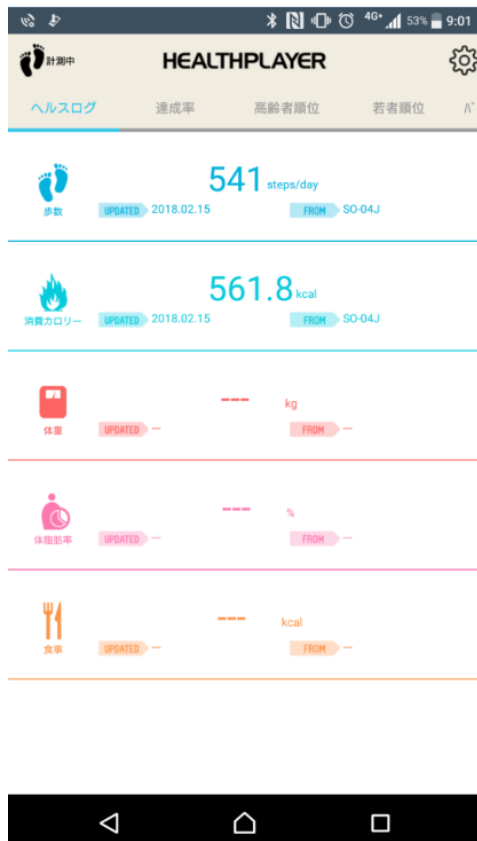 4G+ 53% 9:01
計測中 HEALTHPLAYER
ヘルスログ 達成率 高齢者順位 若者順位 バ
541 steps/day
歩数 UPDATED 2018.02.15 FROM SO-04J
561.8 kcal
消費カロリー UPDATED 2018.02.15 FROM SO-04J
--- kg
体重 UPDATED — FROM —
--- %
体脂肪率 UPDATED — FROM —
--- kcal
食事 UPDATED — FROM —